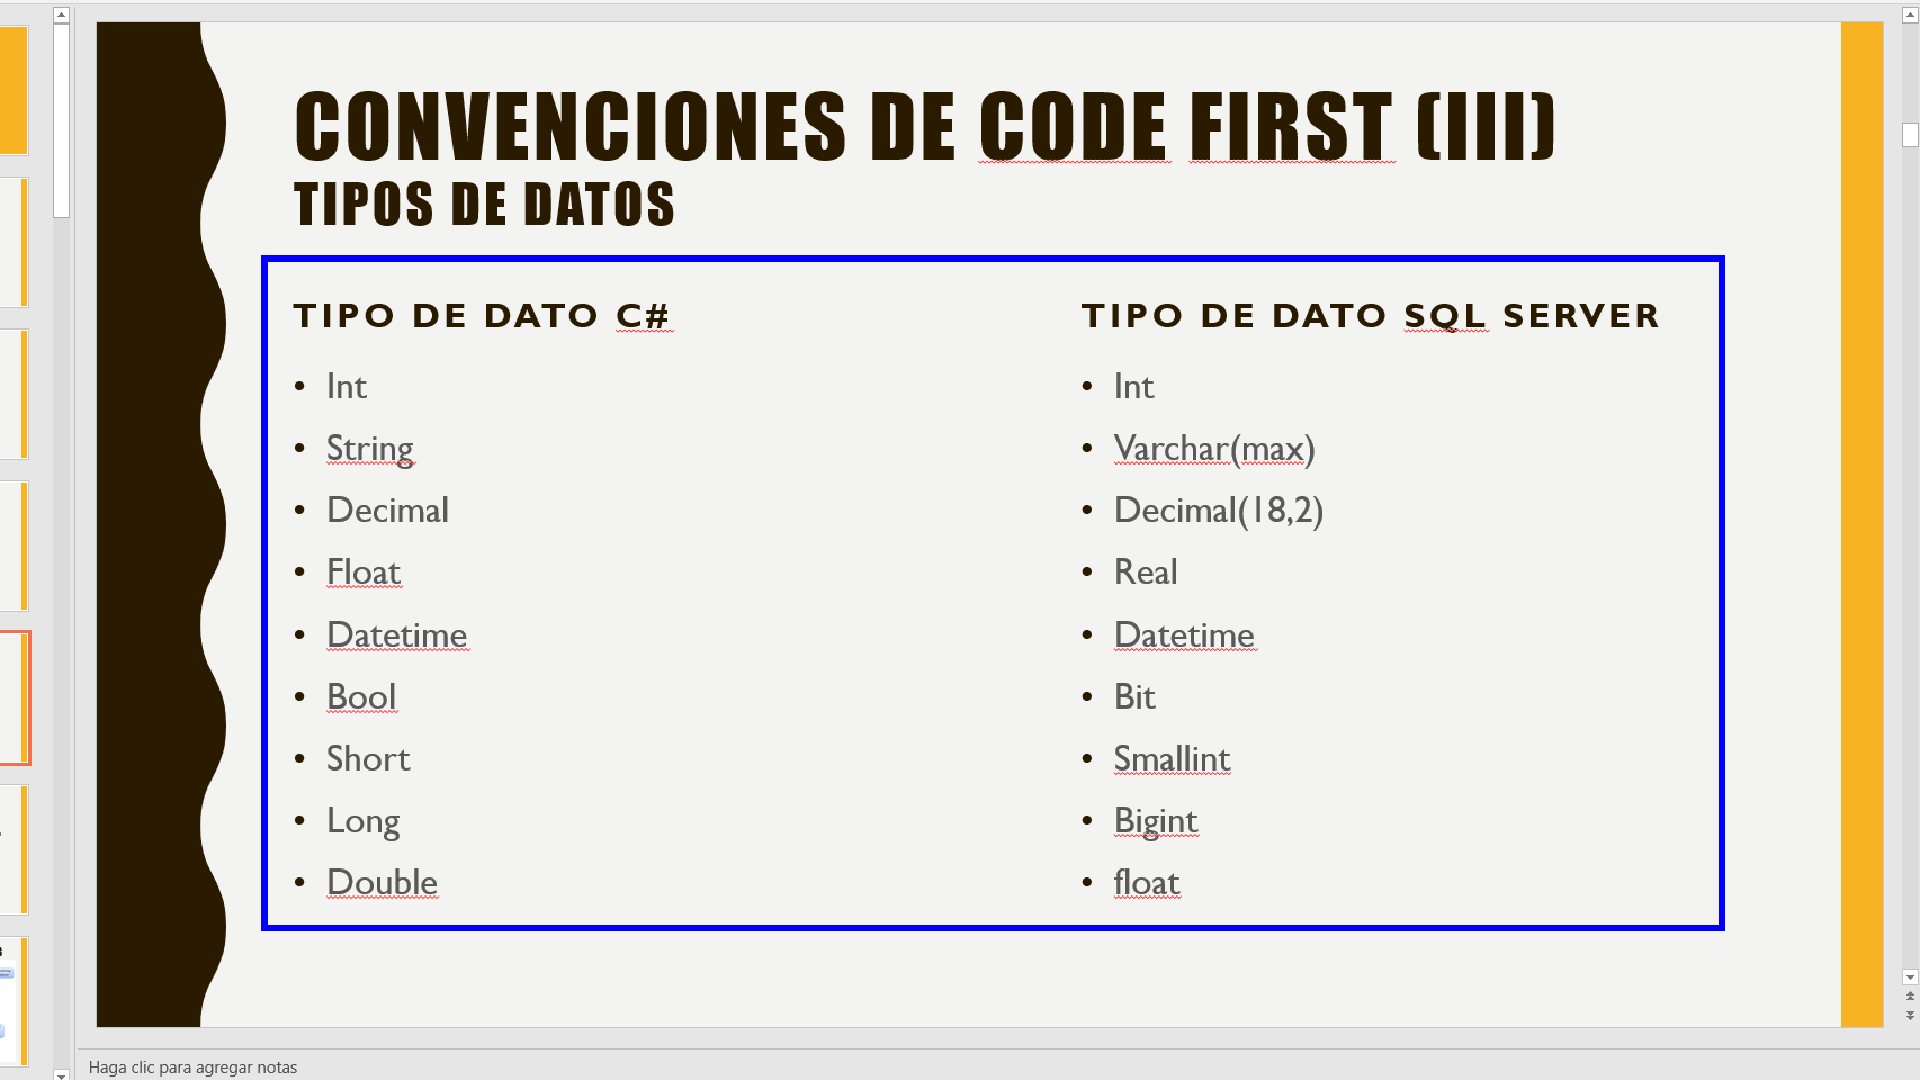 CONVENCIONES DE CODE FIRST (III)
TIPOS DE DATOS
TIPO DE DATO C#
• Int
• String
• Decimal
• Float
• Datetime
• Bool
• Short
• Long
• Double
TIPO DE DATO SQL SERVER
• Int
• Varchar(max)
• Decimal(18,2)
• Real
• Datetime
• Bit
• Smallint
• Bigint
• float
Haga clic para agregar notas